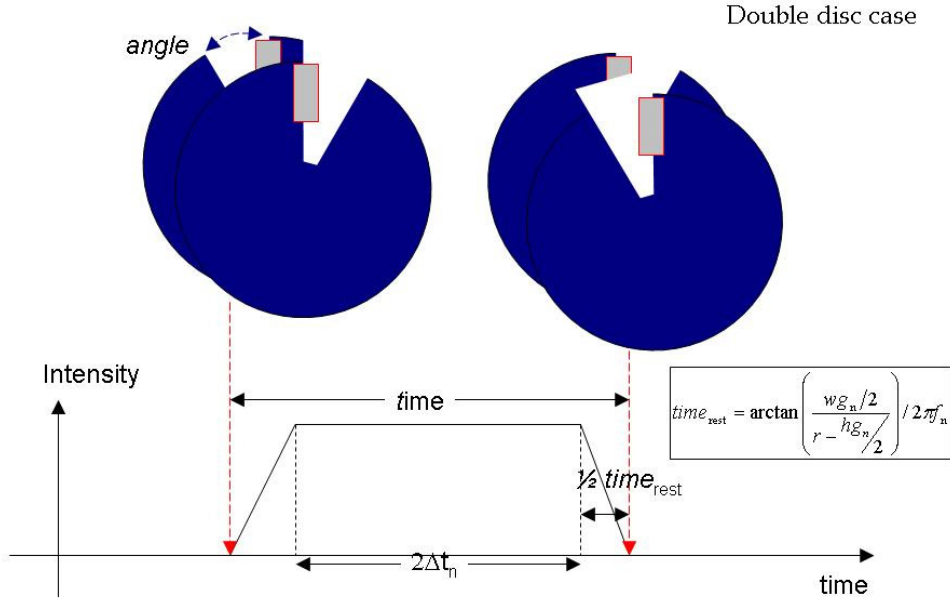 Double disc case
angle
Intensity
time
time_rest = arctan ( (wg_n/2) / (r − hg_n/2) ) / 2πf_n
½ time_rest
2Δt_n
time